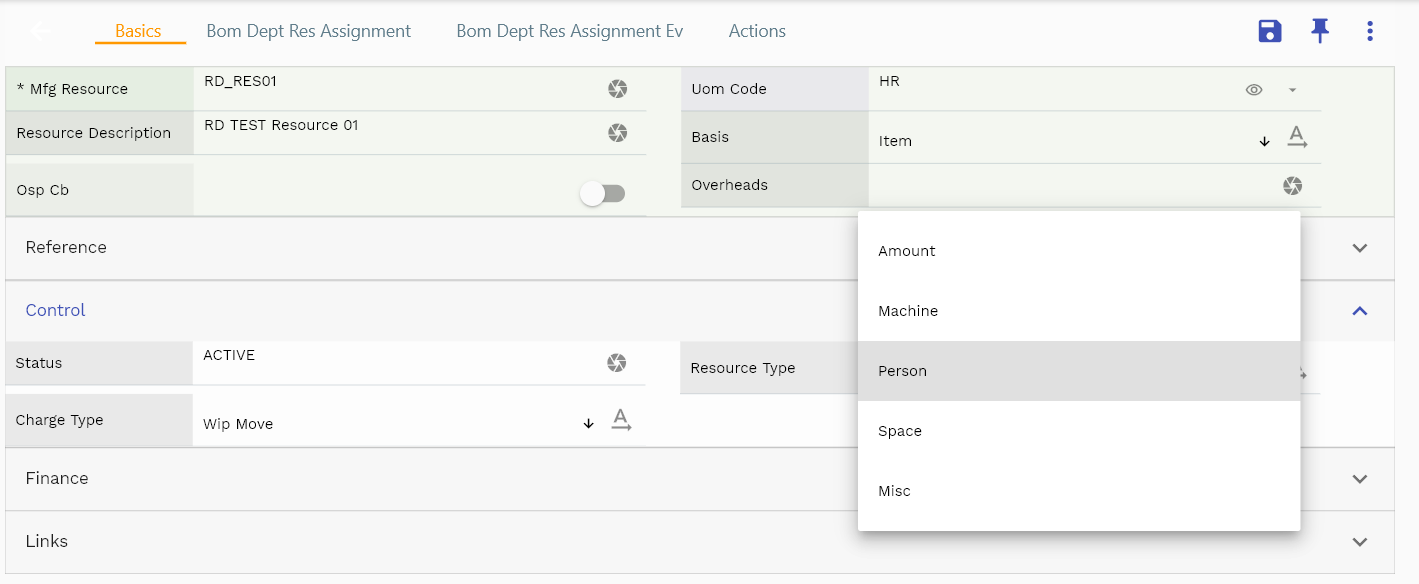 Basics Bom Dept Res Assignment Bom Dept Res Assignment Ev Actions
* Mfg Resource RD_RES01 Uom Code HR
Resource Description RD TEST Resource 01 Basis Item
Osp Cb Overheads
Reference
Amount
Control Machine
Status ACTIVE Resource Type Person
Charge Type Wip Move Space
Finance Misc
Links